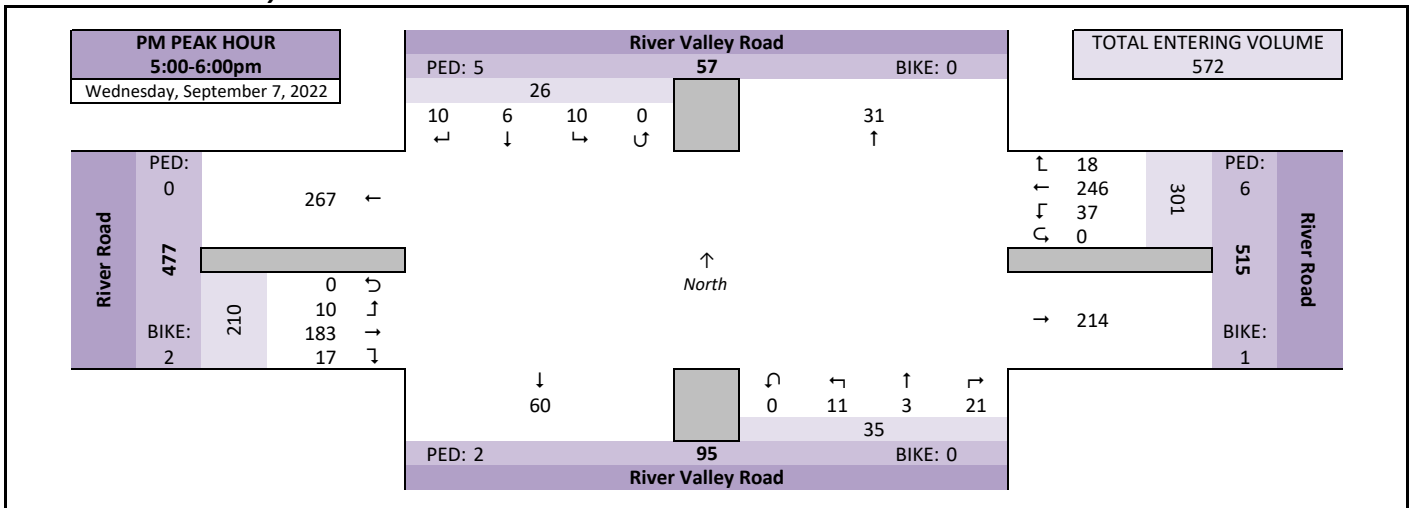 PM PEAK HOUR
5:00-6:00pm
Wednesday, September 7, 2022
River Valley Road
PED: 5 57 BIKE: 0
26
10 6 10 0
↵ ↓ ↳ ↺
31
↑
TOTAL ENTERING VOLUME
572
River Road
PED:
0
477
BIKE:
2
267 ←
210
0 ↺
10 ↿
183 →
17 ↴
↑
North
↱ 18
← 246
↲ 37
↪ 0
301
→ 214
PED:
6
515
BIKE:
1
River Road
↓
60
↶ ↰ ↑ ↱
0 11 3 21
35
PED: 2 95 BIKE: 0
River Valley Road